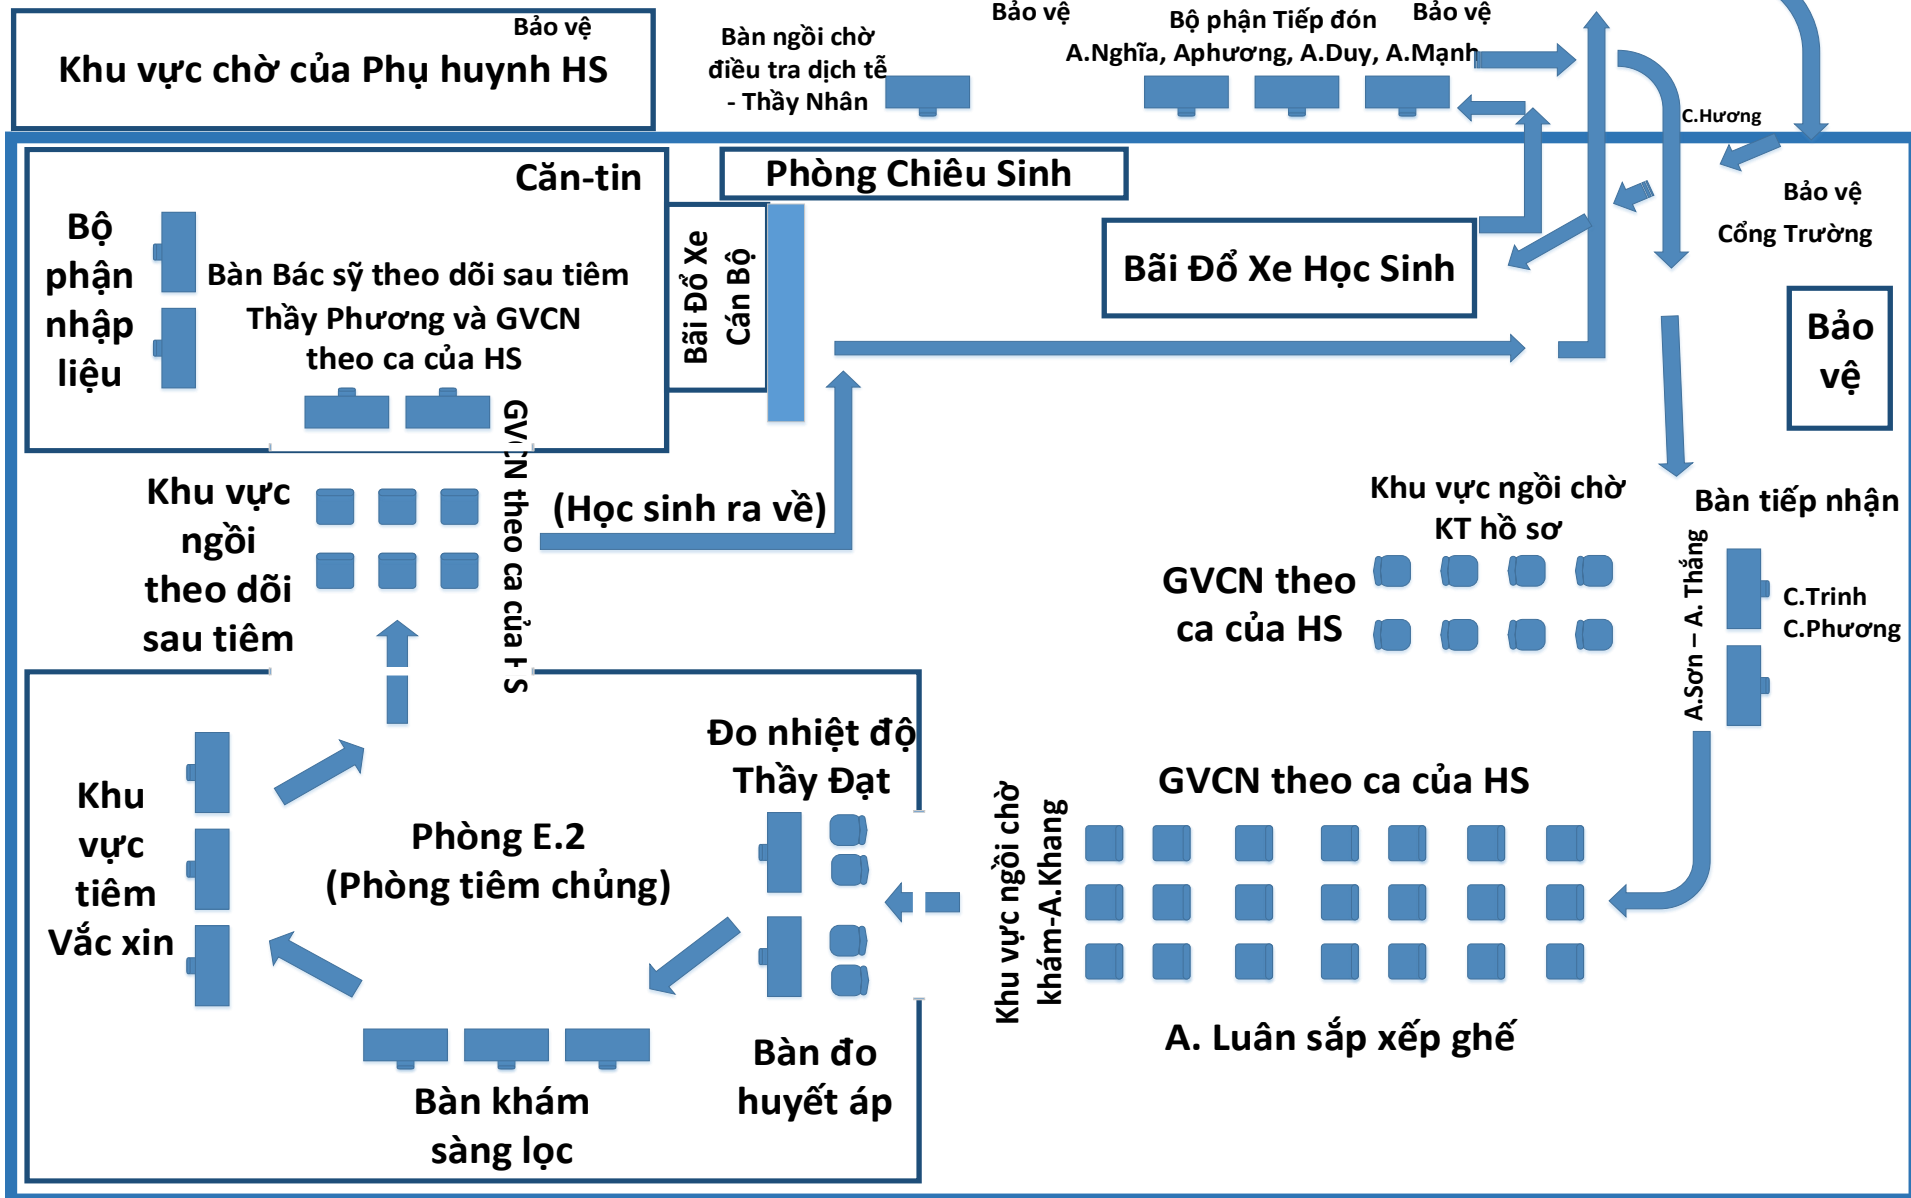 Bảo vệ
Khu vực chờ của Phụ huynh HS
Bàn ngồi chờ
điều tra dịch tễ
- Thầy Nhân
Bảo vệ
Bộ phận Tiếp đón
A.Nghĩa, Aphương, A.Duy, A.Mạnh
Bảo vệ
C.Hương
Bảo vệ
Cổng Trường
Bảo
vệ
Căn-tin
Bộ
phận
nhập
liệu
Bàn Bác sỹ theo dõi sau tiêm
Thầy Phương và GVCN
theo ca của HS
Bãi Đổ Xe
Cán Bộ
Phòng Chiêu Sinh
Bãi Đổ Xe Học Sinh
Khu vực
ngồi
theo dõi
sau tiêm
GVCN theo ca của HS
(Học sinh ra về)
Khu vực ngồi chờ
KT hồ sơ
GVCN theo
ca của HS
Bàn tiếp nhận
A.Sơn – A. Thắng
C.Trinh
C.Phương
GVCN theo ca của HS
Khu vực ngồi chờ
khám-A.Khang
A. Luân sắp xếp ghế
Đo nhiệt độ
Thầy Đạt
Bàn đo
huyết áp
Phòng E.2
(Phòng tiêm chủng)
Bàn khám
sàng lọc
Khu
vực
tiêm
Vắc xin